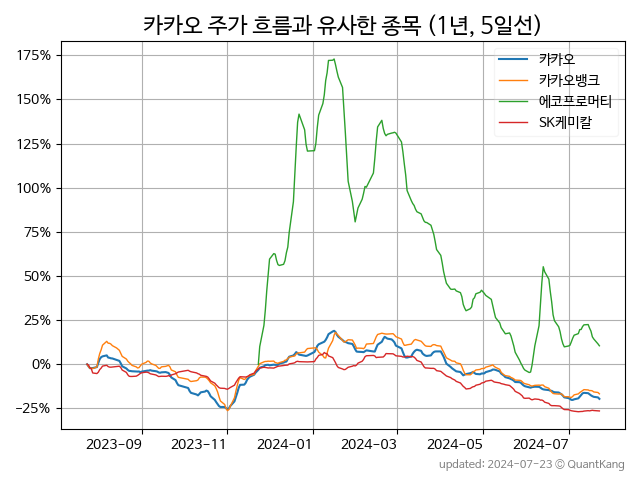 카카오 주가 흐름과 유사한 종목 (1년, 5일선)
카카오
카카오뱅크
에코프로머티
SK케미칼
175%
150%
125%
100%
75%
50%
25%
0%
−25%
2023-09 2023-11 2024-01 2024-03 2024-05 2024-07
updated: 2024-07-23 © QuantKang